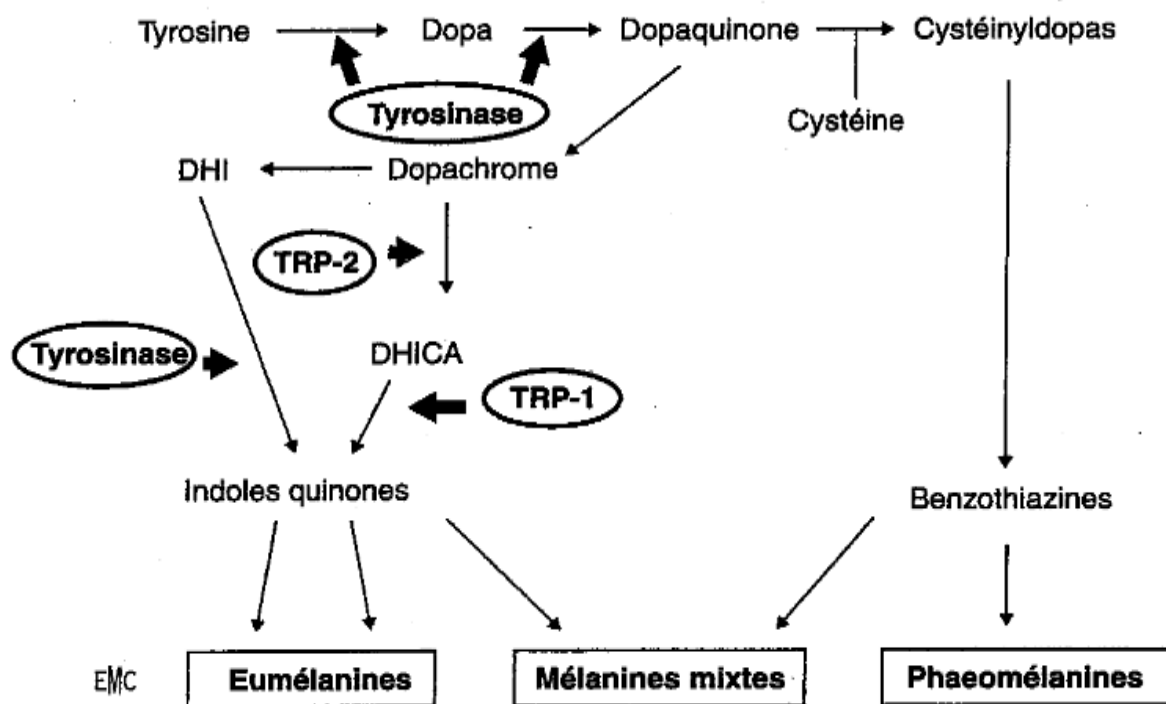 Tyrosine Dopa Dopaquinone Cystéinyldopas
Tyrosinase
Cystéine
DHI Dopachrome
TRP-2
Tyrosinase
DHICA
TRP-1
Indoles quinones
Benzothiazines
EMC
Eumélanines Mélanines mixtes Phaeomélanines